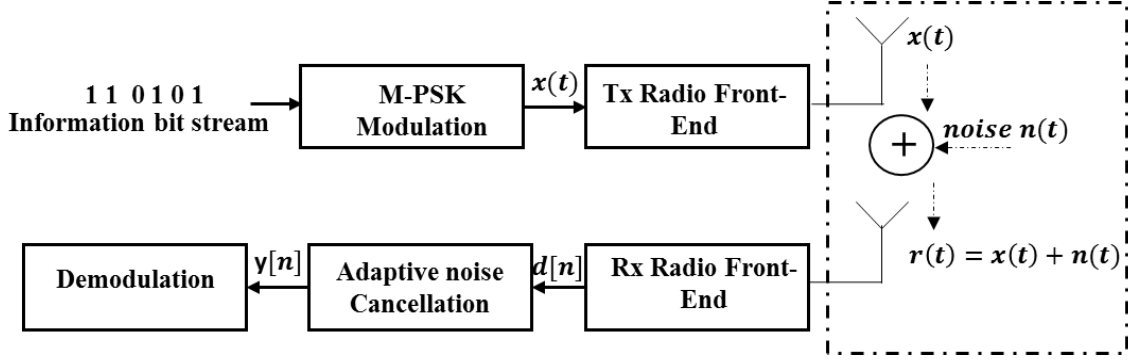 1 1 0 1 0 1
Information bit stream
M-PSK
Modulation
x(t)
Tx Radio Front-
End
x(t)
+
noise n(t)
r(t) = x(t) + n(t)
Rx Radio Front-
End
d[n]
Adaptive noise
Cancellation
y[n]
Demodulation